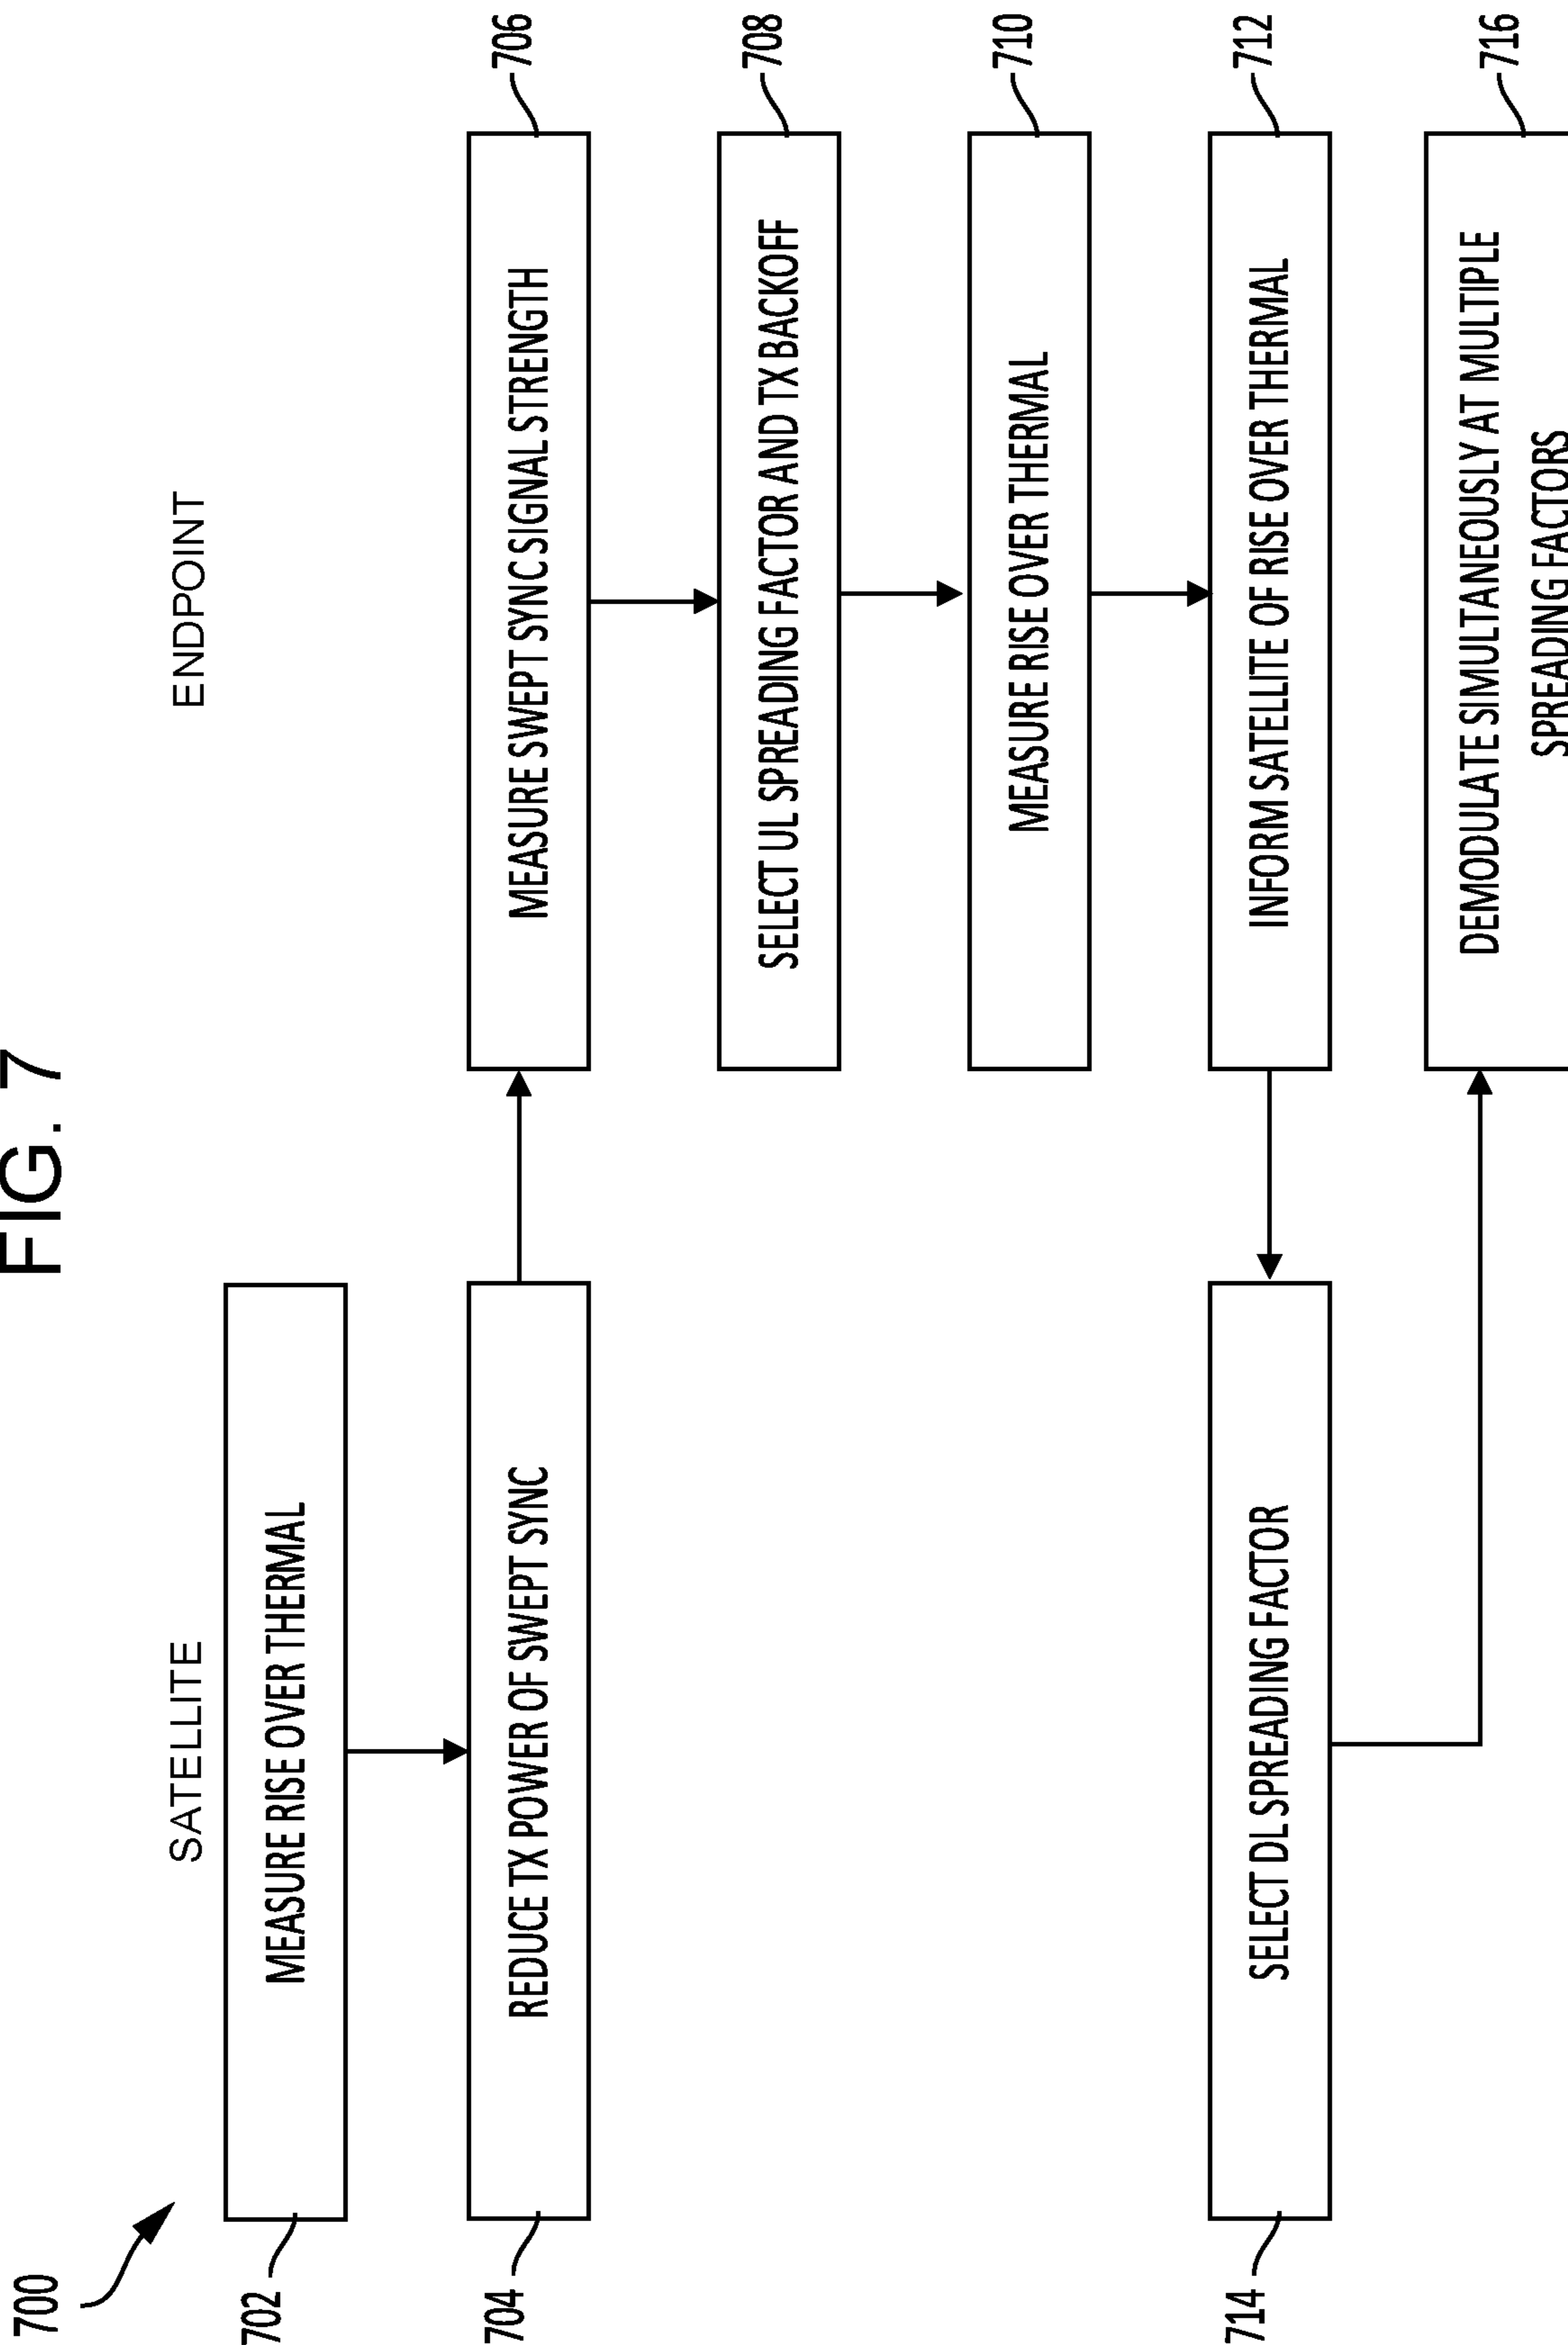 FIG. 7
700
SATELLITE
ENDPOINT
702
MEASURE RISE OVER THERMAL
704
REDUCE TX POWER OF SWEPT SYNC
MEASURE SWEPT SYNC SIGNAL STRENGTH
706
SELECT UL SPREADING FACTOR AND TX BACKOFF
708
MEASURE RISE OVER THERMAL
710
INFORM SATELLITE OF RISE OVER THERMAL
712
714
SELECT DL SPREADING FACTOR
DEMODULATE SIMULTANEOUSLY AT MULTIPLE
SPREADING FACTORS
716